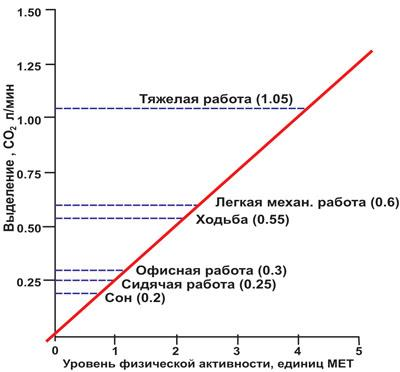 1.50
1.25
Тяжелая работа (1.05)
1.00
0.75
Легкая механ. работа (0.6)
Ходьба (0.55)
0.50
Офисная работа (0.3)
Сидячая работа (0.25)
0.25
Сон (0.2)
0
0 1 2 3 4 5
Выделение , CO₂ л/мин
Уровень физической активности, единиц МЕТ